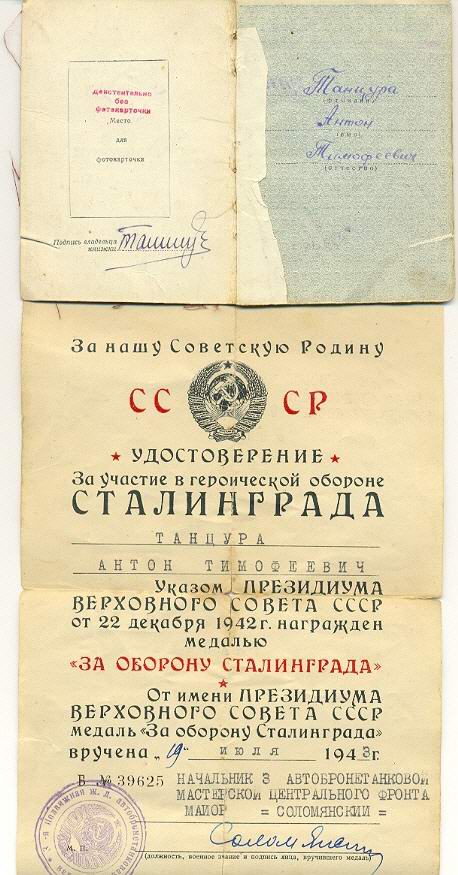 действительно
без
фотокарточки
Место
для
фотокарточки
Подпись владельца
книжки
Танцура
(фамилия)
Антон
(имя)
Тимофеевич
(отчество)
За нашу Советскую Родину
СССР
УДОСТОВЕРЕНИЕ
За участие в героической обороне
СТАЛИНГРАДА
ТАНЦУРА
АНТОН ТИМОФЕЕВИЧ
Указом ПРЕЗИДИУМА
ВЕРХОВНОГО СОВЕТА СССР
от 22 декабря 1942 г. награжден
медалью
«ЗА ОБОРОНУ СТАЛИНГРАДА»
От имени ПРЕЗИДИУМА
ВЕРХОВНОГО СОВЕТА СССР
медаль «За оборону Сталинграда»
вручена „19" июля 1943 г.
Б № 39625
НАЧАЛЬНИК 3 АВТОБРОНЕТАНКОВОЙ
МАСТЕРСКОЙ ЦЕНТРАЛЬНОГО ФРОНТА
МАЙОР = СОЛОМЯНСКИЙ =
М. П.
(должность, военное звание и подпись лица, вручившего медаль)